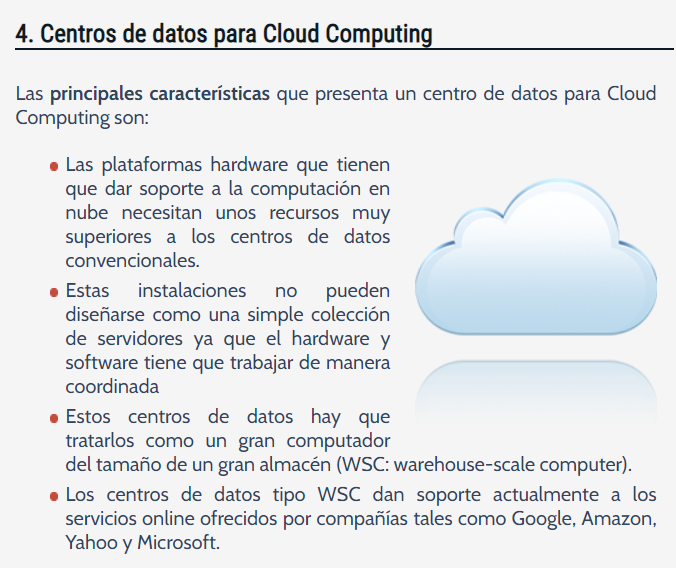 4. Centros de datos para Cloud Computing
Las principales características que presenta un centro de datos para Cloud
Computing son:
Las plataformas hardware que tienen
que dar soporte a la computación en
nube necesitan unos recursos muy
superiores a los centros de datos
convencionales.
Estas instalaciones no pueden
diseñarse como una simple colección
de servidores ya que el hardware y
software tiene que trabajar de manera
coordinada
Estos centros de datos hay que
tratarlos como un gran computador
del tamaño de un gran almacén (WSC: warehouse-scale computer).
Los centros de datos tipo WSC dan soporte actualmente a los
servicios online ofrecidos por compañías tales como Google, Amazon,
Yahoo y Microsoft.